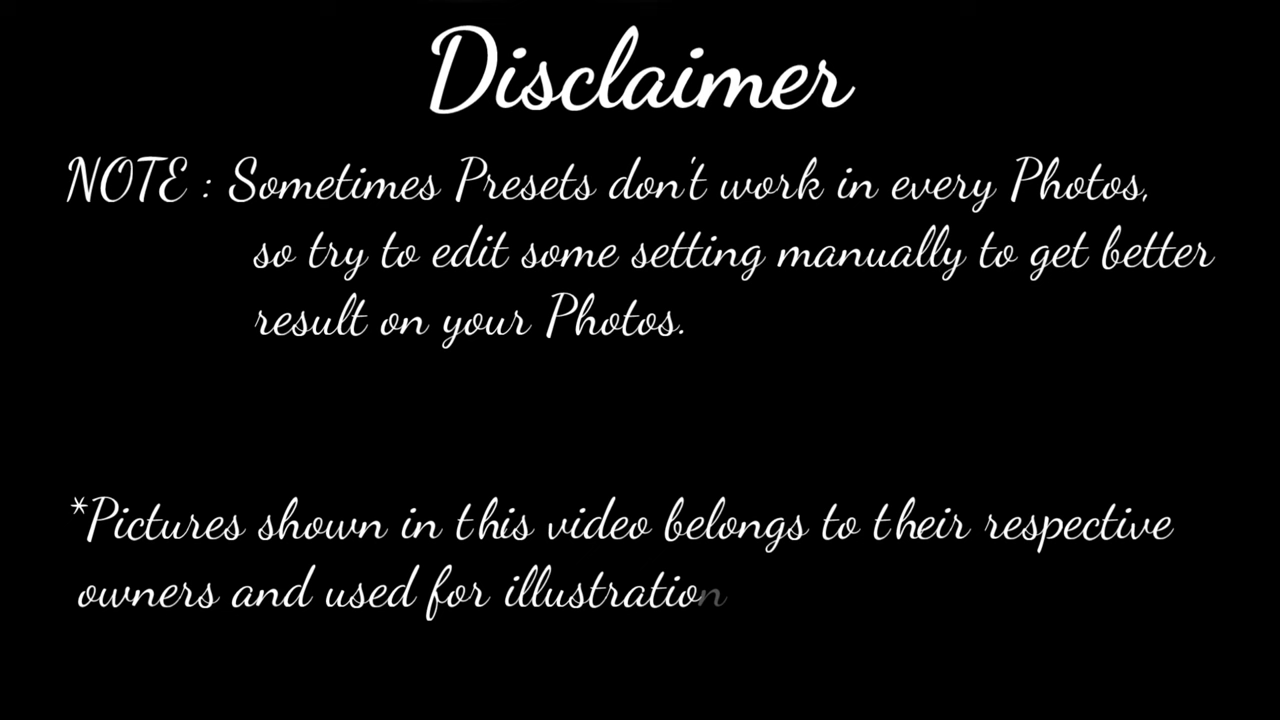 Disclaimer
NOTE : Sometimes Presets don't work in every Photos,
so try to edit some setting manually to get better
result on your Photos.
*Pictures shown in this video belongs to their respective
owners and used for illustration